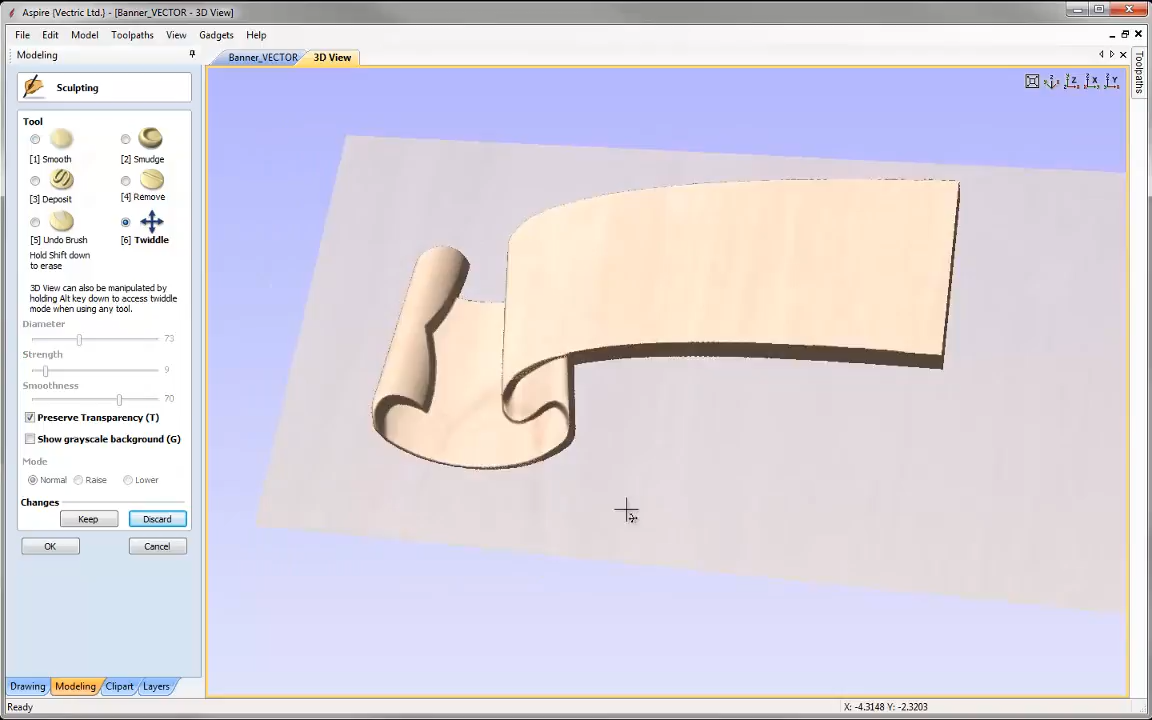 Aspire {Vectric Ltd.} - [Banner_VECTOR - 3D View]
File Edit Model Toolpaths View Gadgets Help
Modeling
Banner_VECTOR 3D View
Toolpaths
Z X Y
Sculpting
Tool
[1] Smooth [2] Smudge
[3] Deposit [4] Remove
[5] Undo Brush [6] Twiddle
Hold Shift down
to erase
3D View can also be manipulated by
holding Alt key down to access twiddle
mode when using any tool.
Diameter
73
Strength
9
Smoothness
70
Preserve Transparency (T)
Show grayscale background (G)
Mode
Normal Raise Lower
Changes
Keep Discard
OK Cancel
Drawing Modeling Clipart Layers
Ready X: -4.3148 Y: -2.3203